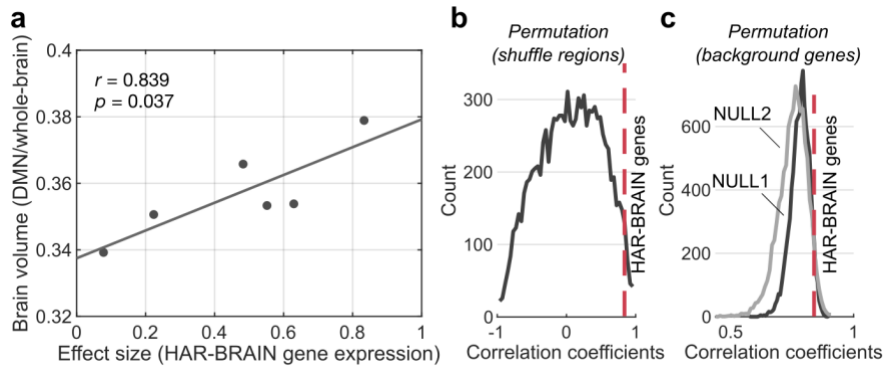 a
r = 0.839
p = 0.037
0.4
0.38
0.36
0.34
0.32
0 0.2 0.4 0.6 0.8 1
Brain volume (DMN/whole-brain)
Effect size (HAR-BRAIN gene expression)
b
Permutation
(shuffle regions)
300
200
100
0
-1 0 1
Count
HAR-BRAIN genes
Correlation coefficients
c
Permutation
(background genes)
NULL2
NULL1
600
400
200
0
0.5 1
Count
HAR-BRAIN genes
Correlation coefficients